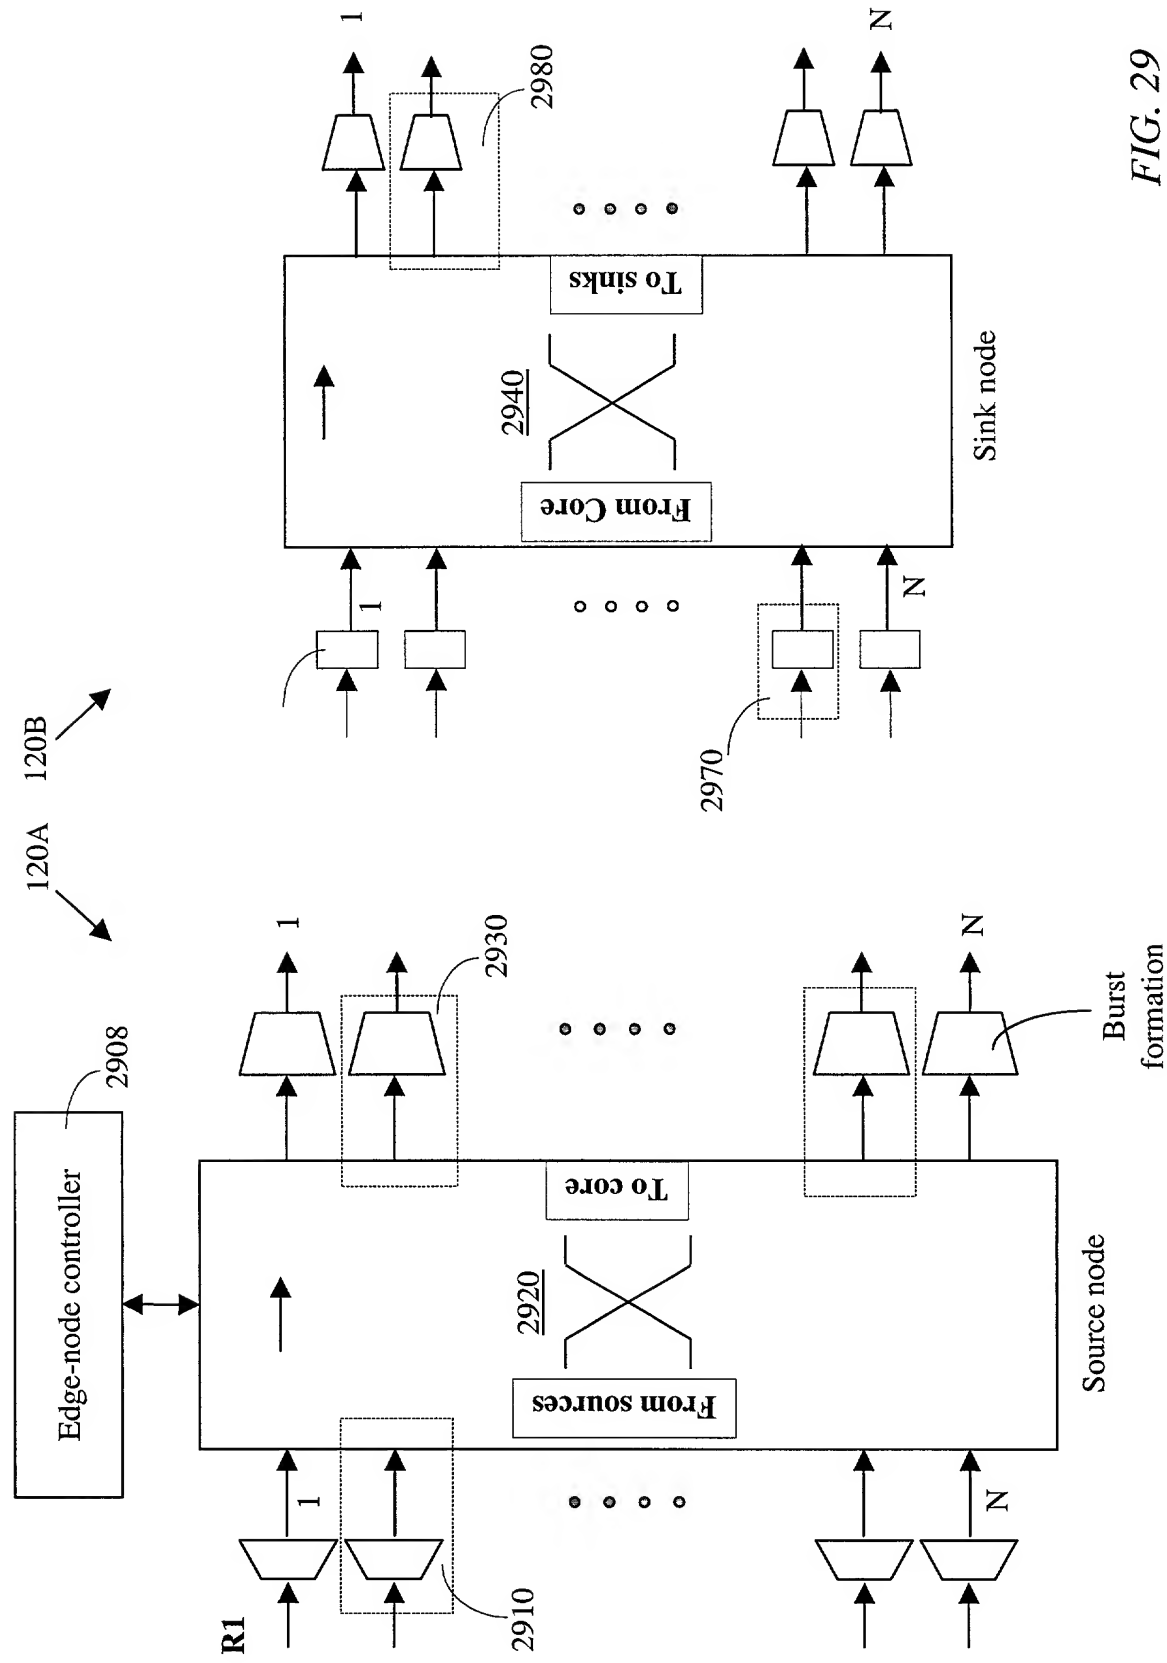 120A
120B
Edge-node controller
2908
R1
1
1
2910
2930
From sources
2920
To core
N
N
Burst
formation
Source node
1
1
2980
From Core
2940
To sinks
2970
N
N
Sink node
FIG. 29